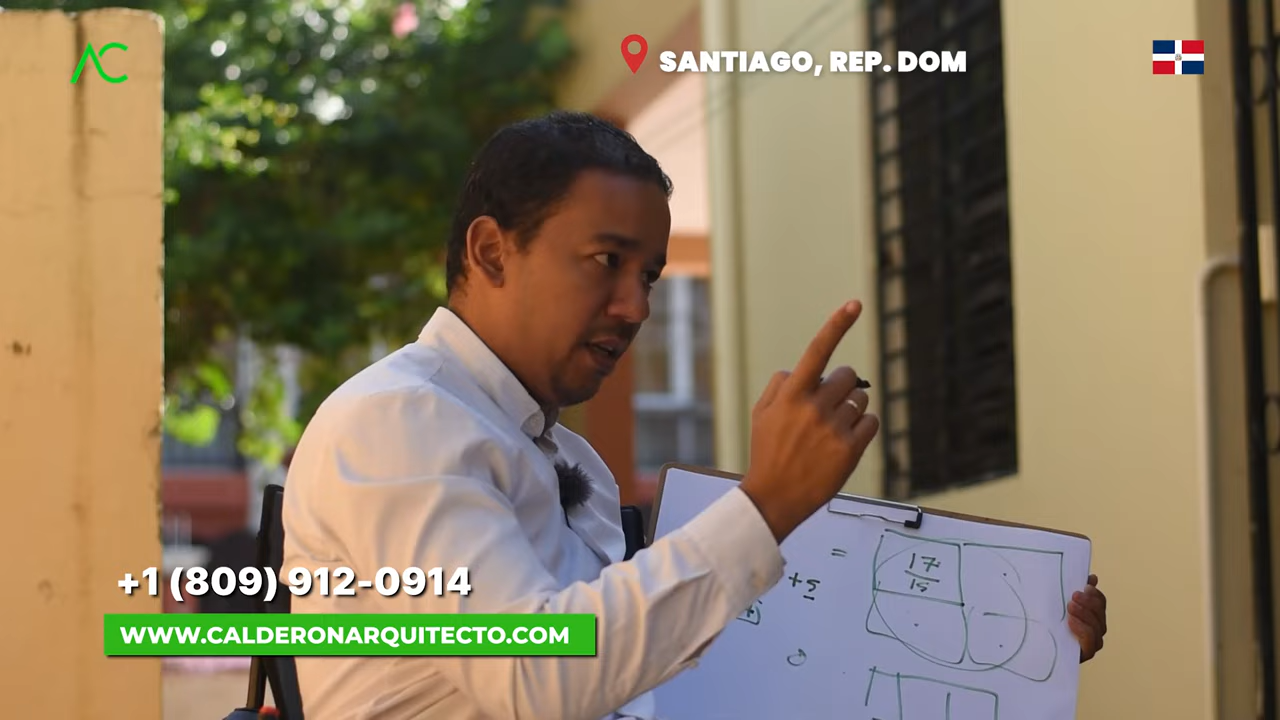 AC
SANTIAGO, REP. DOM
+1 (809) 912-0914
WWW.CALDERONARQUITECTO.COM
=
17
15
+5